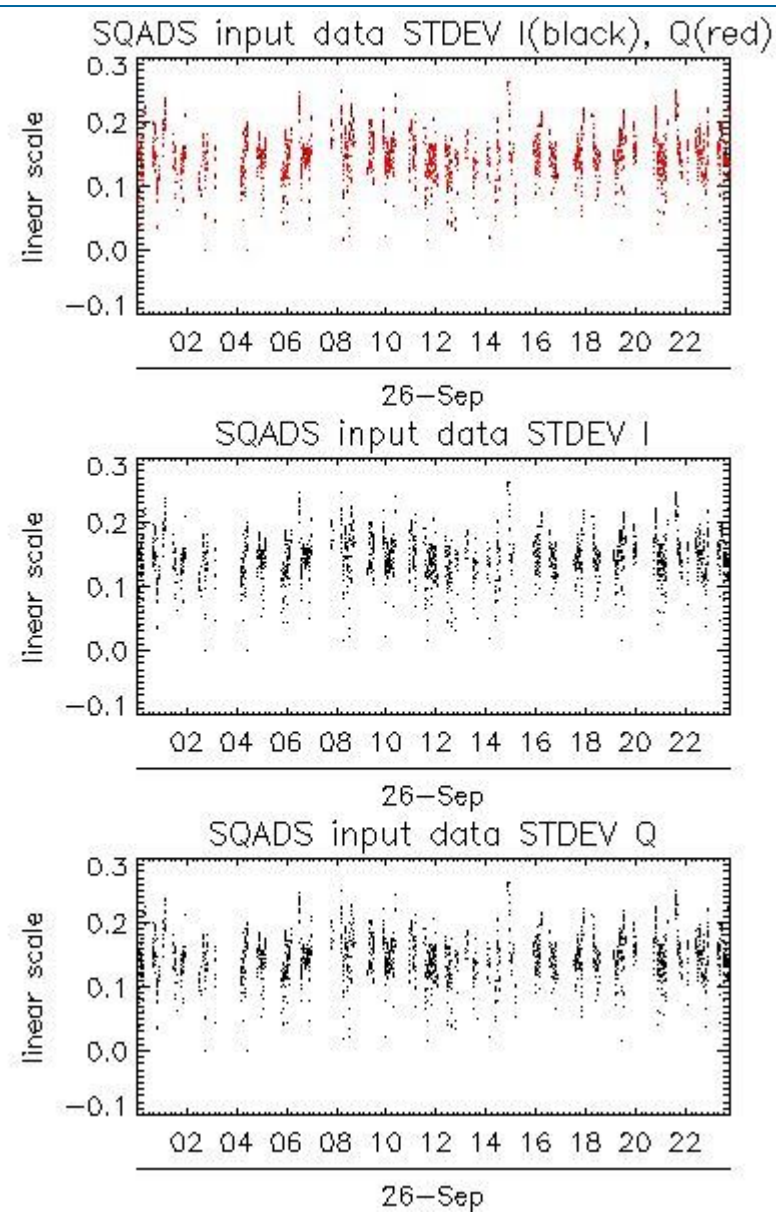 SQADS input data STDEV I(black), Q(red)
0.3
0.2
0.1
0.0
−0.1
linear scale
02 04 06 08 10 12 14 16 18 20 22
26−Sep
SQADS input data STDEV I
0.3
0.2
0.1
0.0
−0.1
linear scale
02 04 06 08 10 12 14 16 18 20 22
26−Sep
SQADS input data STDEV Q
0.3
0.2
0.1
0.0
−0.1
linear scale
02 04 06 08 10 12 14 16 18 20 22
26−Sep